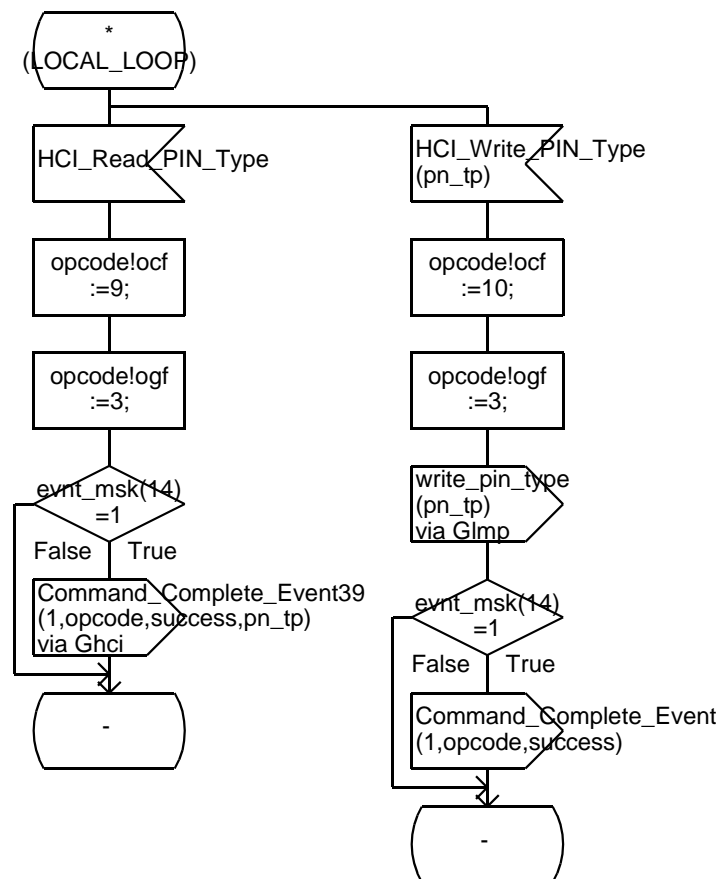 *
(LOCAL_LOOP)
HCI_Read_PIN_Type
opcode!ocf
:=9;
opcode!ogf
:=3;
evnt_msk(14)
=1
False True
Command_Complete_Event39
(1,opcode,success,pn_tp)
via Ghci
-
HCI_Write_PIN_Type
(pn_tp)
opcode!ocf
:=10;
opcode!ogf
:=3;
write_pin_type
(pn_tp)
via Glmp
evnt_msk(14)
=1
False True
Command_Complete_Event
(1,opcode,success)
-